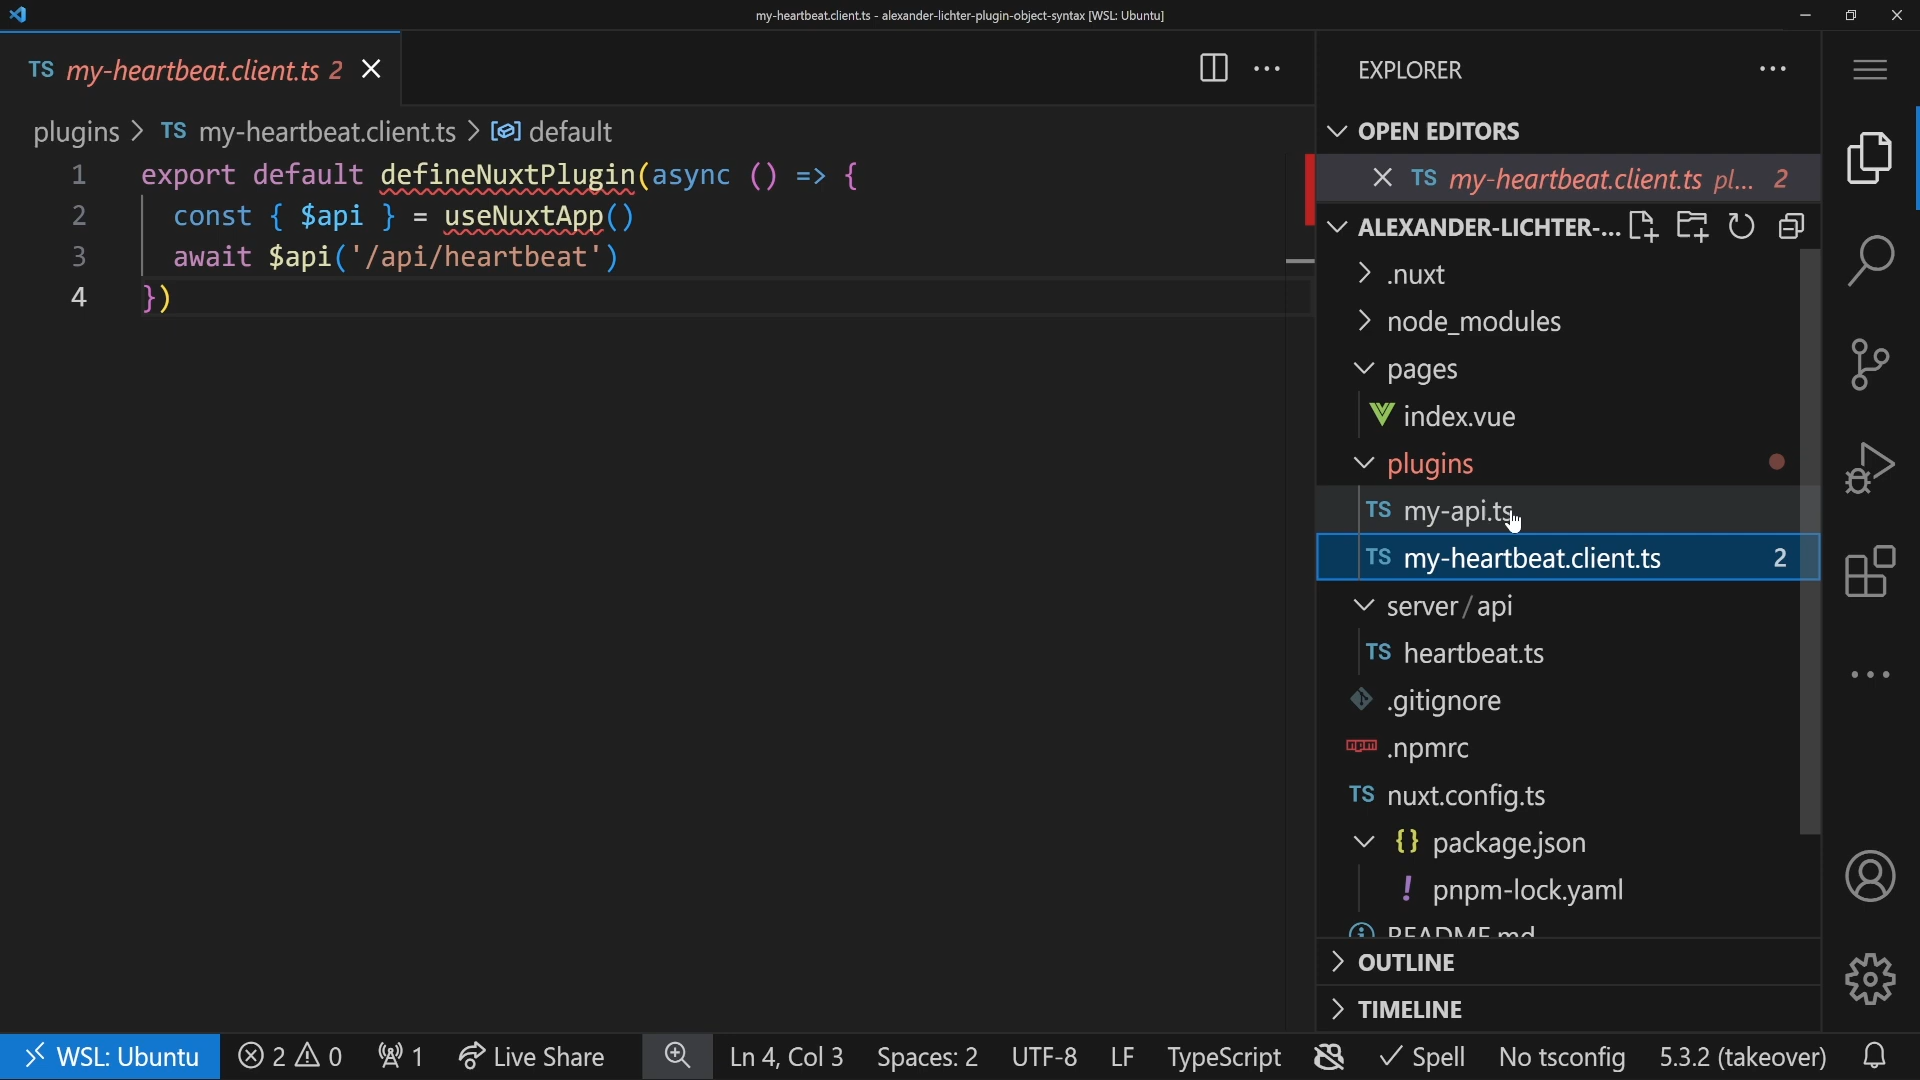 my-heartbeat.client.ts - alexander-lichter-plugin-object-syntax [WSL: Ubuntu]
TS my-heartbeat.client.ts 2
plugins > TS my-heartbeat.client.ts > default
1 export default defineNuxtPlugin(async () => {
2 const { $api } = useNuxtApp()
3 await $api('/api/heartbeat')
4 })
EXPLORER
OPEN EDITORS
TS my-heartbeat.client.ts pl... 2
ALEXANDER-LICHTER-...
.nuxt
node_modules
pages
index.vue
plugins
TS my-api.ts
TS my-heartbeat.client.ts 2
server / api
TS heartbeat.ts
.gitignore
npm .npmrc
TS nuxt.config.ts
{} package.json
! pnpm-lock.yaml
README.md
OUTLINE
TIMELINE
WSL: Ubuntu 2 0 1 Live Share Ln 4, Col 3 Spaces: 2 UTF-8 LF TypeScript Spell No tsconfig 5.3.2 (takeover)